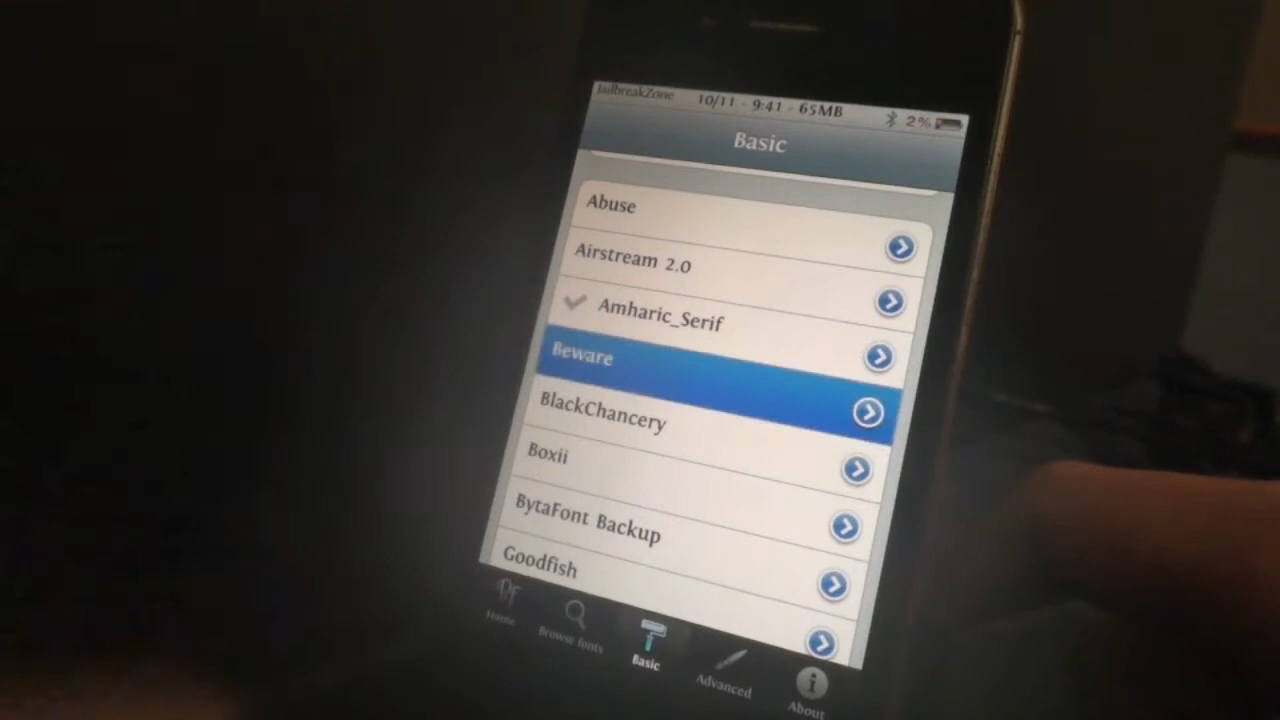 JailbreakZone 10/11 - 9:41 - 65MB 2%
Basic
Abuse
Airstream 2.0
Amharic_Serif
Beware
BlackChancery
Boxii
BytaFont Backup
Goodfish
Home Browse fonts Basic Advanced About